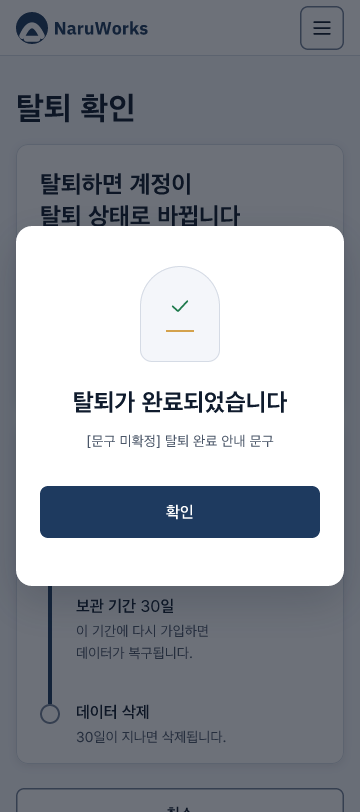 NaruWorks
탈퇴 확인
탈퇴하면 계정이
탈퇴 상태로 바뀝니다
탈퇴가 완료되었습니다
[문구 미확정] 탈퇴 완료 안내 문구
확인
보관 기간 30일
이 기간에 다시 가입하면
데이터가 복구됩니다.
데이터 삭제
30일이 지나면 삭제됩니다.